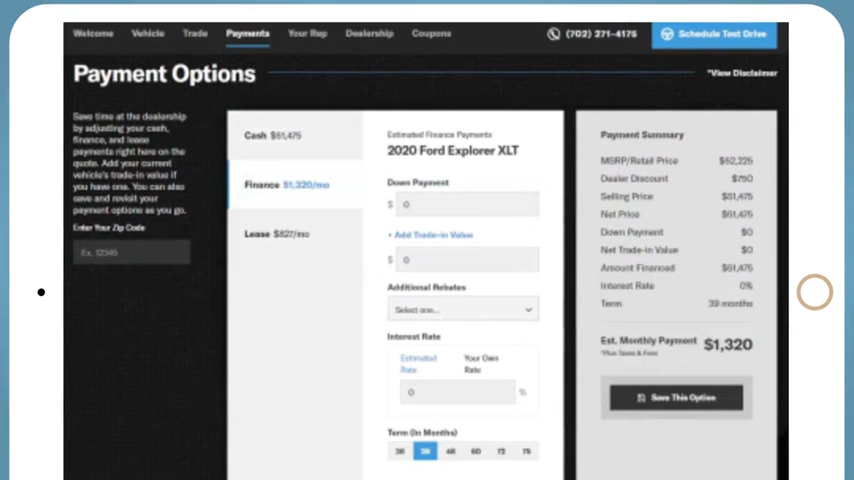 Welcome Vehicle Trade Payments Your Rep Dealership Coupons (702) 271-4175 Schedule Test Drive
Payment Options
*View Disclaimer
Save time at the dealership
by adjusting your cash,
finance, and lease
payments right here on the
quote. Add your current
vehicle's trade-in value if
you have one. You can also
save and revisit your
payment options as you go.
Enter Your Zip Code
Ex. 12345
Cash $51,475
Finance $1,320/mo
Lease $827/mo
Estimated Finance Payments
2020 Ford Explorer XLT
Down Payment
$ 0
+ Add Trade-in Value
$ 0
Additional Rebates
Select one...
Interest Rate
Estimated Rate
Your Own Rate
0 %
Term (In Months)
36 39 48 60 72 75
Payment Summary
MSRP/Retail Price $52,225
Dealer Discount $750
Selling Price $51,475
Net Price $51,475
Down Payment $0
Net Trade-in Value $0
Amount Financed $51,475
Interest Rate 0%
Term 39 months
Est. Monthly Payment $1,320
*Plus Taxes & Fees
Save This Option